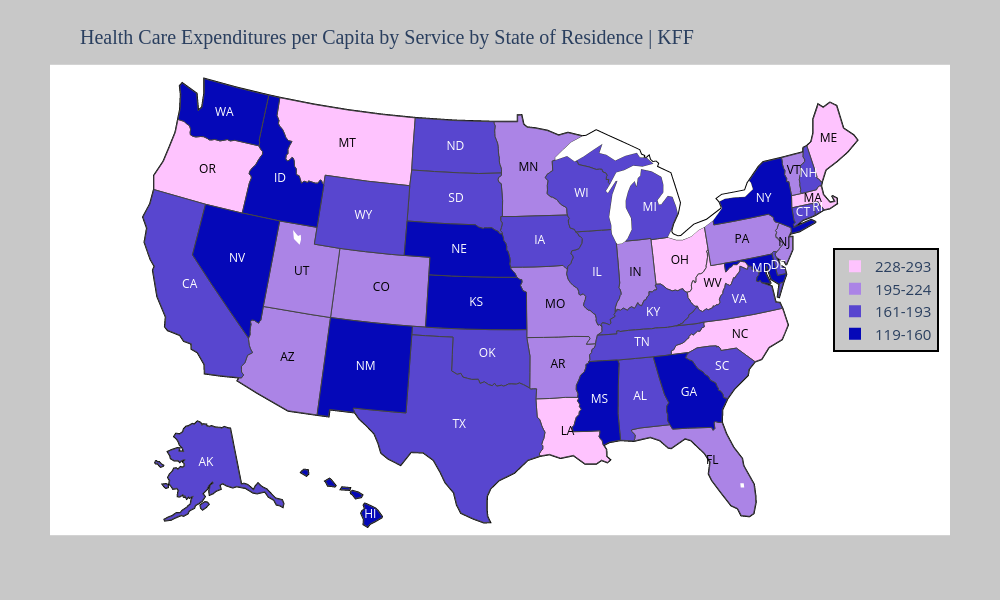 Health Care Expenditures per Capita by Service by State of Residence | KFF
WA
ME
MT
ND
VT
NH
OR
MN
ID
SD
WI
NY
MA
WY
MI
CT
RI
IA
PA
NJ
NE
NV
OH
MD
DE
UT
IL
IN
CA
CO
WV
KS
VA
MO
KY
NC
TN
OK
AZ
AR
NM
SC
MS
AL
GA
TX
LA
AK
FL
HI
228-293
195-224
161-193
119-160